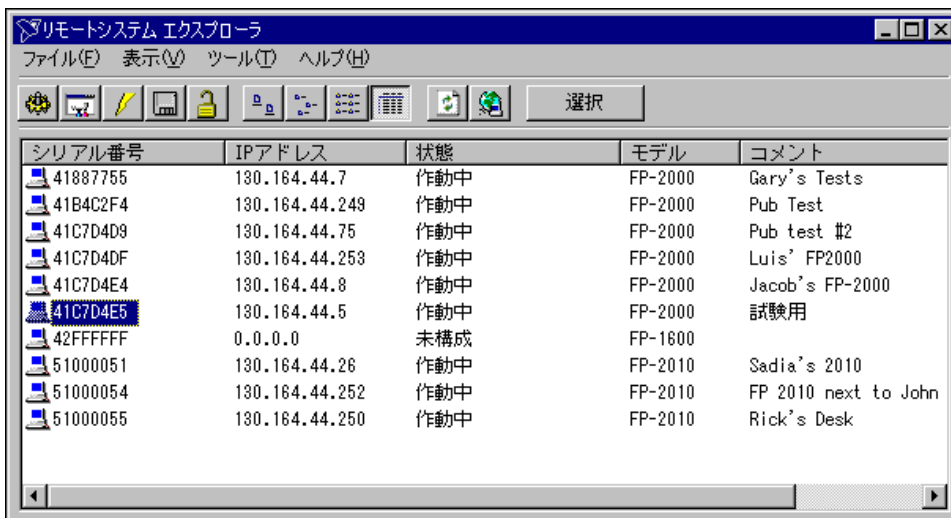 リモートシステム エクスプローラ
ファイル(F) 表示(V) ツール(T) ヘルプ(H)
選択
シリアル番号 IPアドレス 状態 モデル コメント
41887755 130.164.44.7 作動中 FP-2000 Gary's Tests
41B4C2F4 130.164.44.249 作動中 FP-2000 Pub Test
41C7D4D9 130.164.44.75 作動中 FP-2000 Pub test #2
41C7D4DF 130.164.44.253 作動中 FP-2000 Luis' FP2000
41C7D4E4 130.164.44.8 作動中 FP-2000 Jacob's FP-2000
41C7D4E5 130.164.44.5 作動中 FP-2000 試験用
42FFFFFF 0.0.0.0 未構成 FP-1600
51000051 130.164.44.26 作動中 FP-2010 Sadia's 2010
51000054 130.164.44.252 作動中 FP-2010 FP 2010 next to John
51000055 130.164.44.250 作動中 FP-2010 Rick's Desk